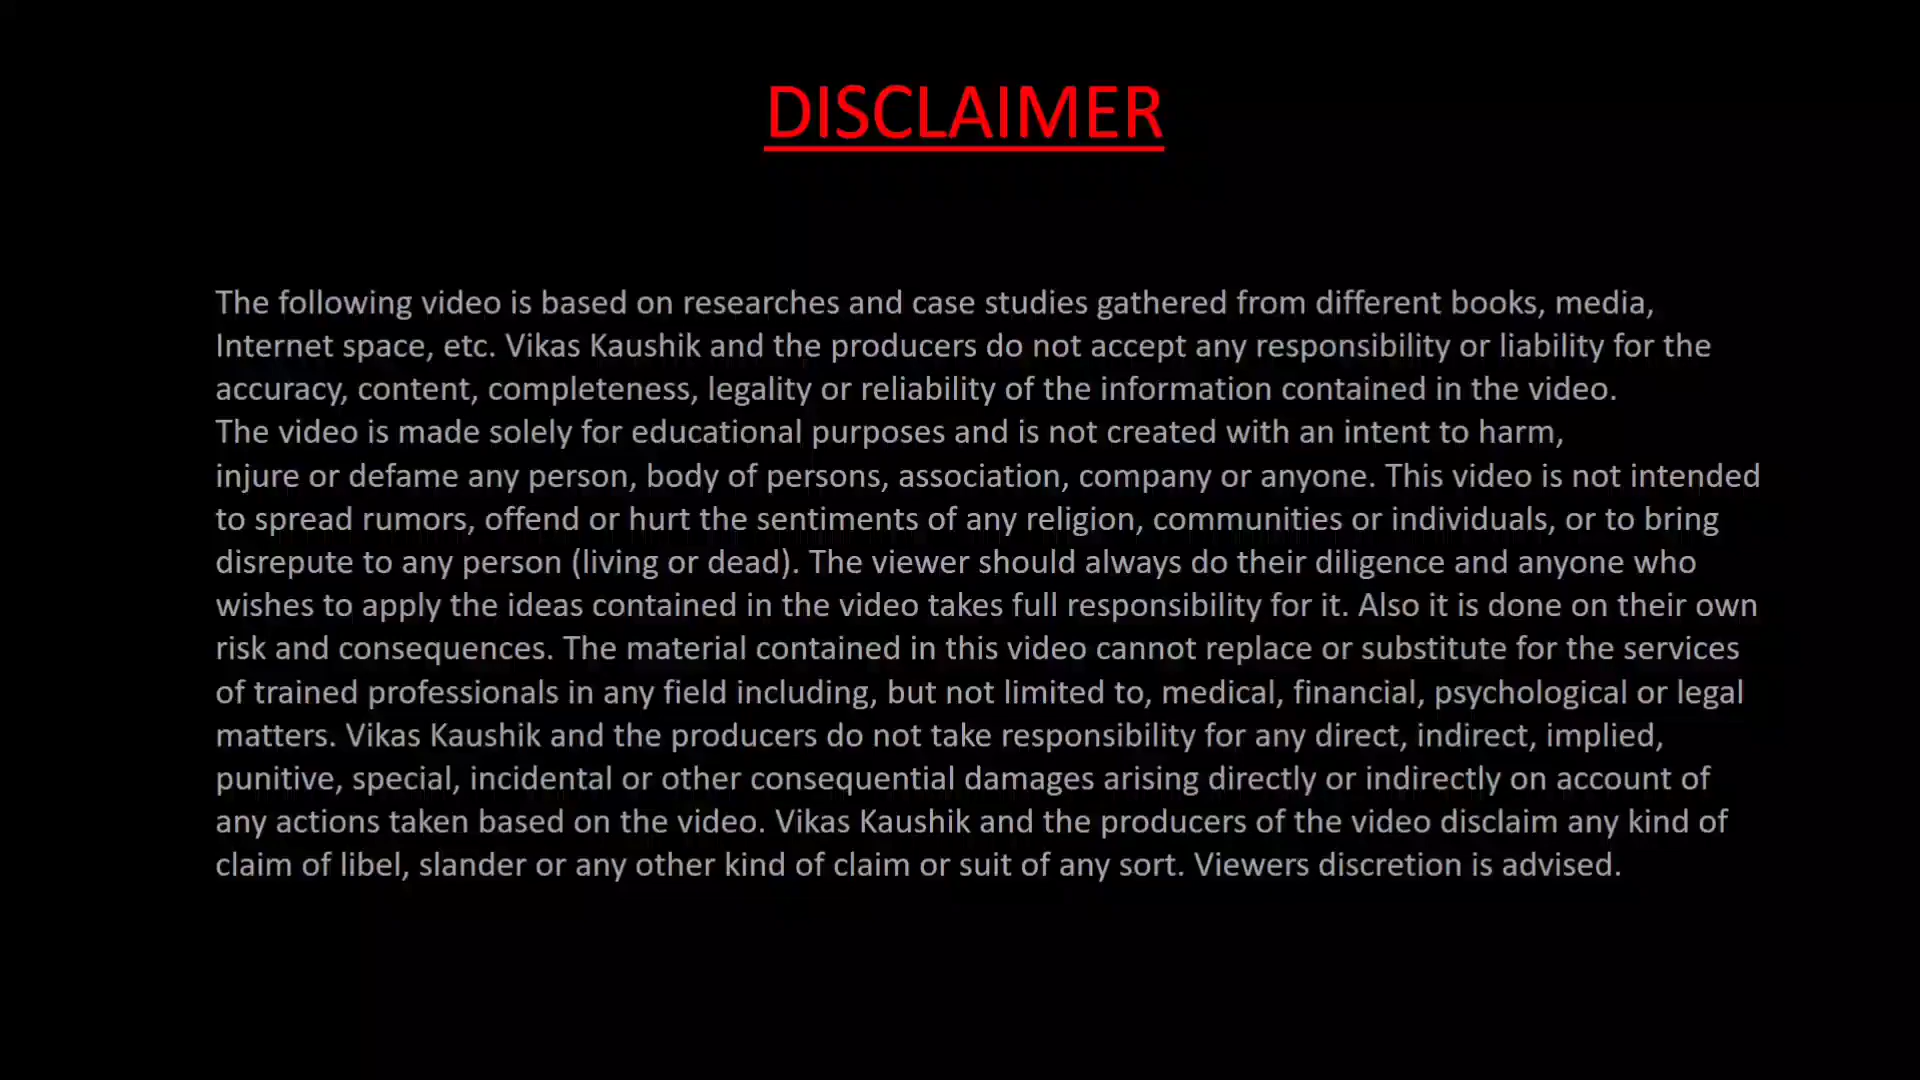 DISCLAIMER
The following video is based on researches and case studies gathered from different books, media,
Internet space, etc. Vikas Kaushik and the producers do not accept any responsibility or liability for the
accuracy, content, completeness, legality or reliability of the information contained in the video.
The video is made solely for educational purposes and is not created with an intent to harm,
injure or defame any person, body of persons, association, company or anyone. This video is not intended
to spread rumors, offend or hurt the sentiments of any religion, communities or individuals, or to bring
disrepute to any person (living or dead). The viewer should always do their diligence and anyone who
wishes to apply the ideas contained in the video takes full responsibility for it. Also it is done on their own
risk and consequences. The material contained in this video cannot replace or substitute for the services
of trained professionals in any field including, but not limited to, medical, financial, psychological or legal
matters. Vikas Kaushik and the producers do not take responsibility for any direct, indirect, implied,
punitive, special, incidental or other consequential damages arising directly or indirectly on account of
any actions taken based on the video. Vikas Kaushik and the producers of the video disclaim any kind of
claim of libel, slander or any other kind of claim or suit of any sort. Viewers discretion is advised.